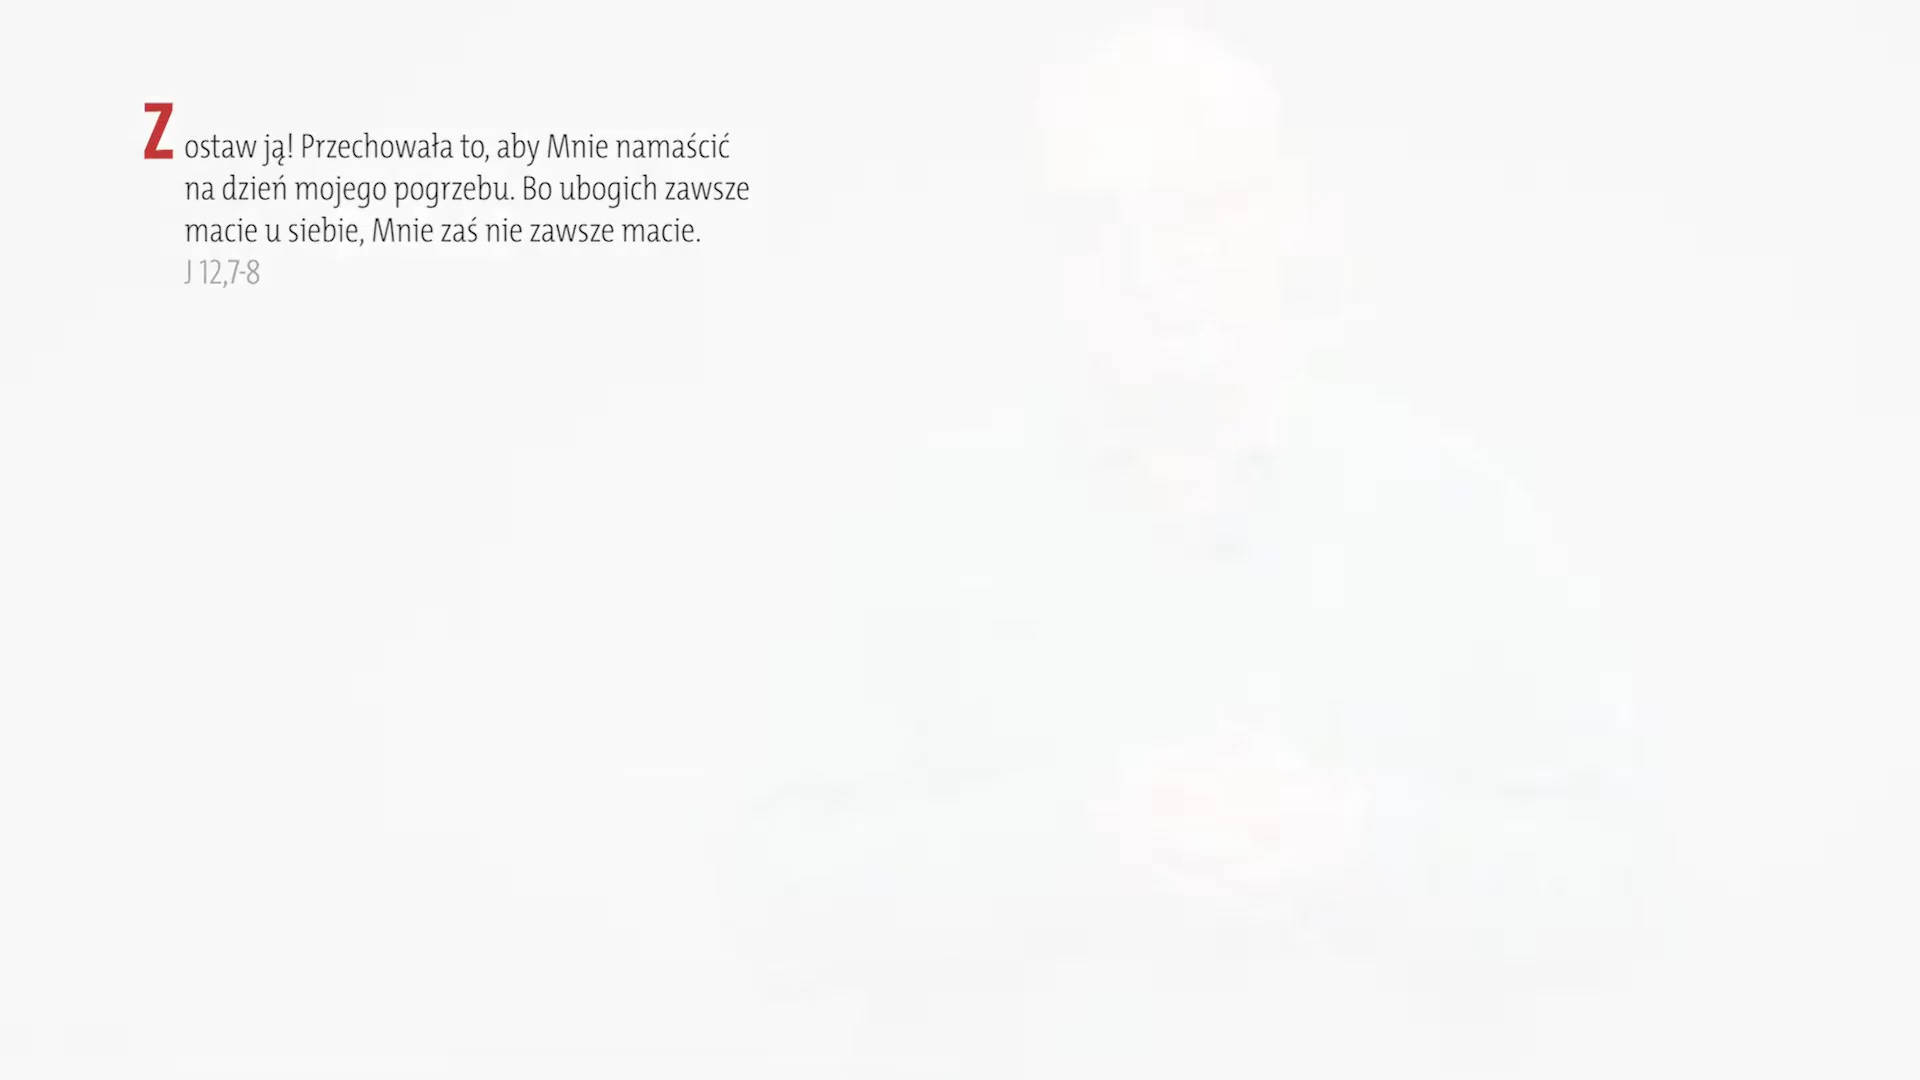 Zostaw ją! Przechowała to, aby Mnie namaścić
na dzień mojego pogrzebu. Bo ubogich zawsze
macie u siebie, Mnie zaś nie zawsze macie.
J 12,7-8